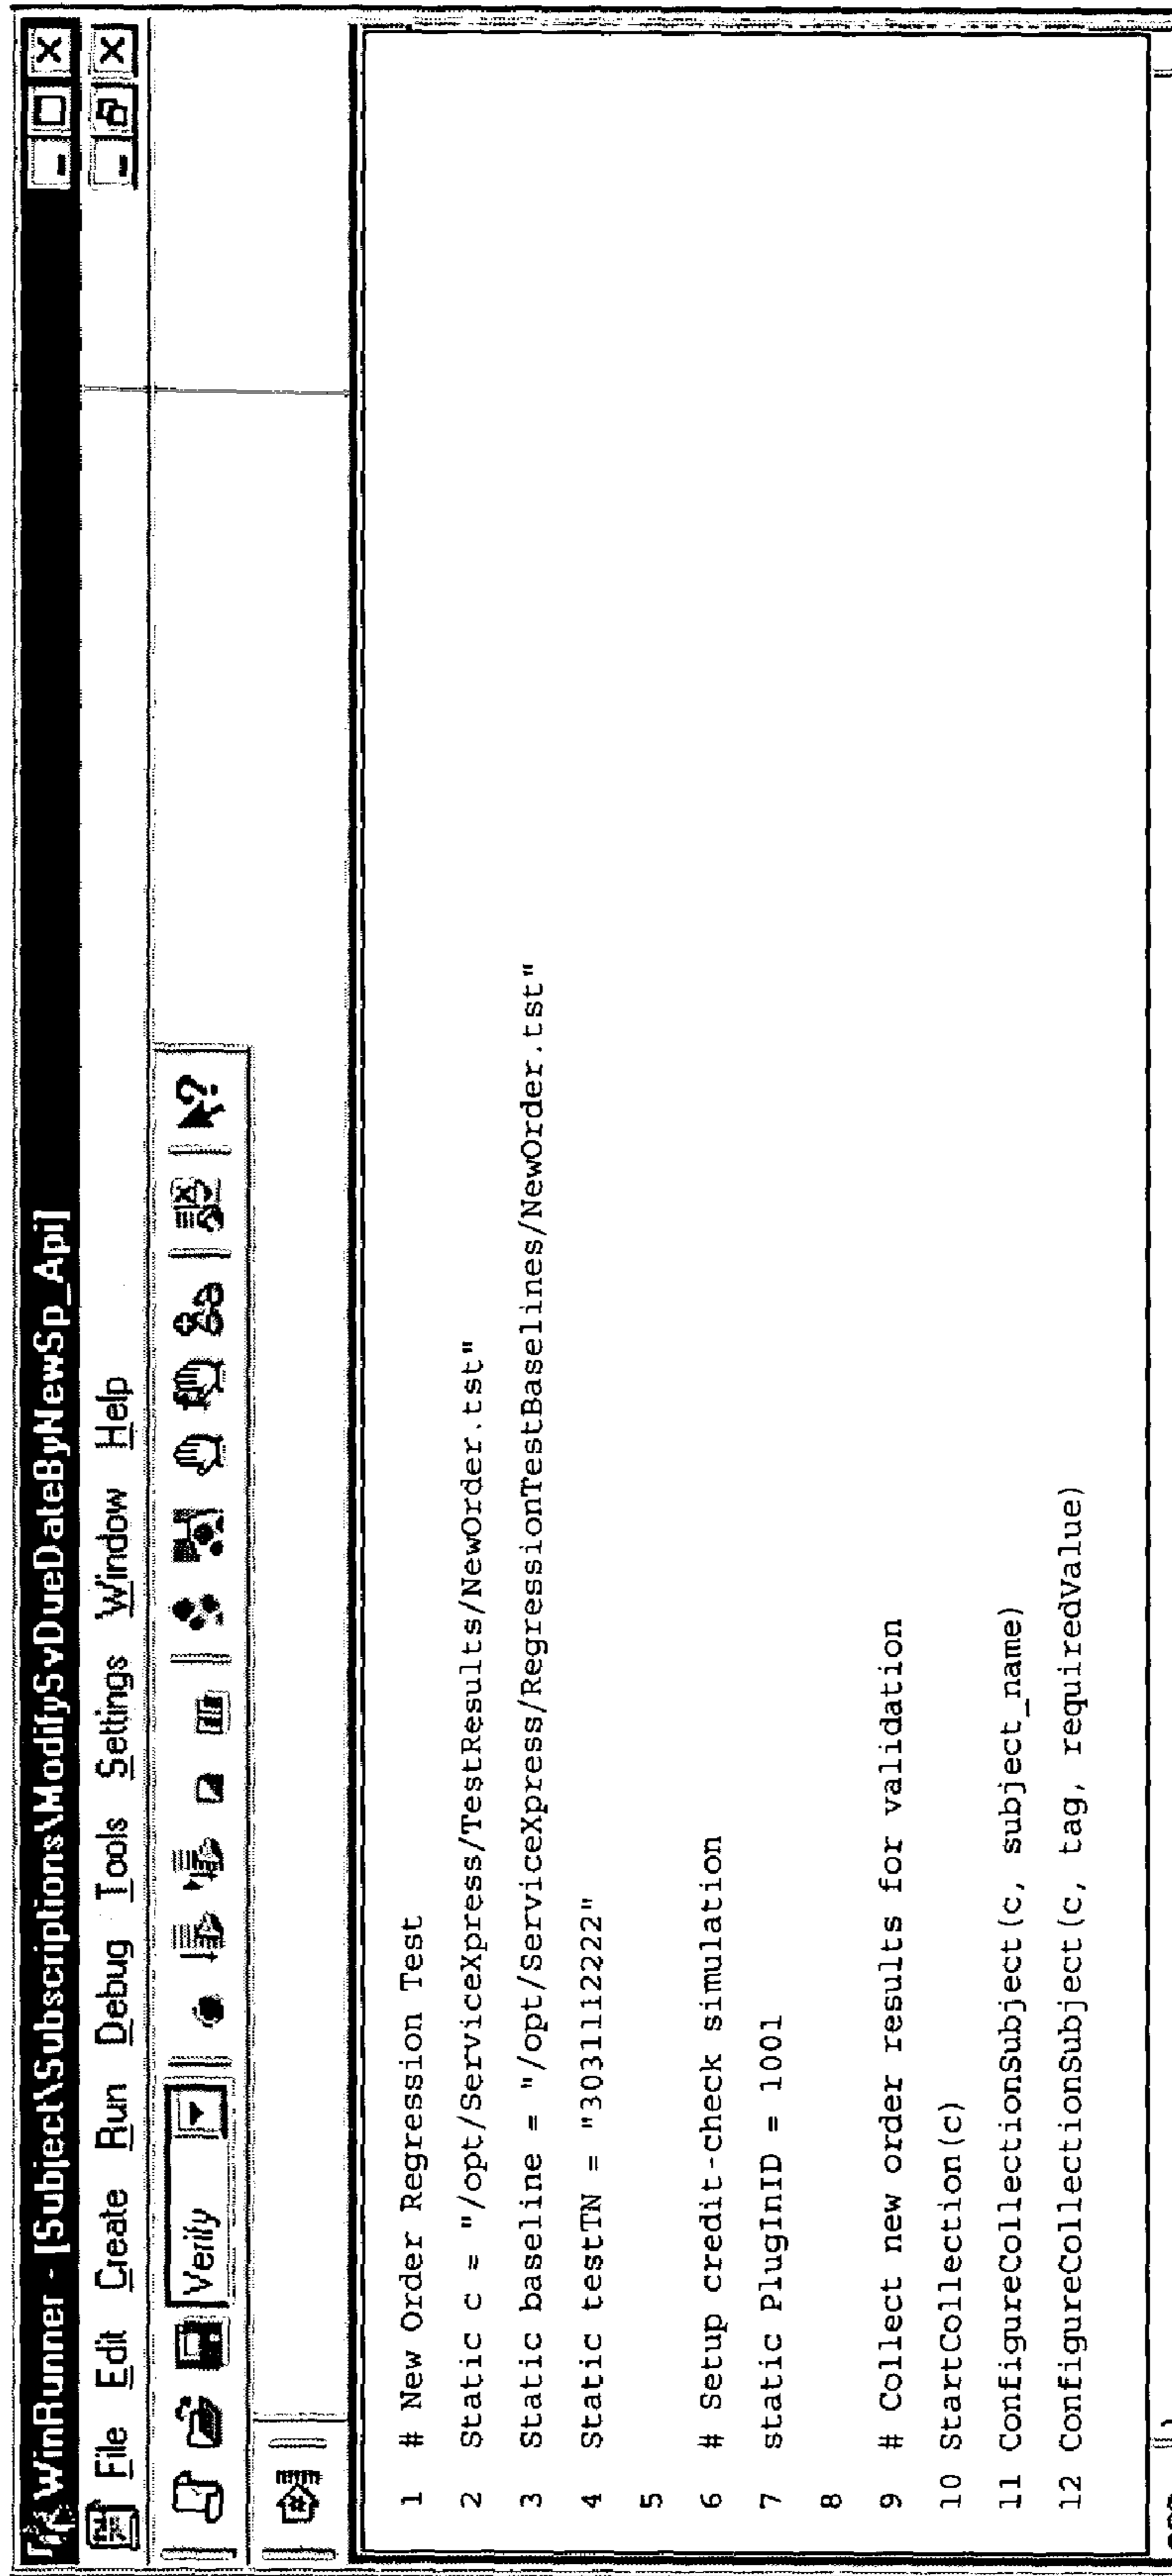 WinRunner - [Subject\Subscriptions\ModifySvDueDateByNewSp_Api]
File Edit Create Run Debug Tools Settings Window Help
Verify
1 # New Order Regression Test
2 Static c = "/opt/ServiceXpress/TestResults/NewOrder.tst"
3 Static baseline = "/opt/ServiceXpress/RegressionTestBaselines/NewOrder.tst"
4 Static testTN = "3031112222"
5
6 # Setup credit-check simulation
7 static PlugInID = 1001
8
9 # Collect new order results for validation
10 StartCollection(c)
11 ConfigureCollectionSubject(c, subject_name)
12 ConfigureCollectionSubject(c, tag, requiredValue)